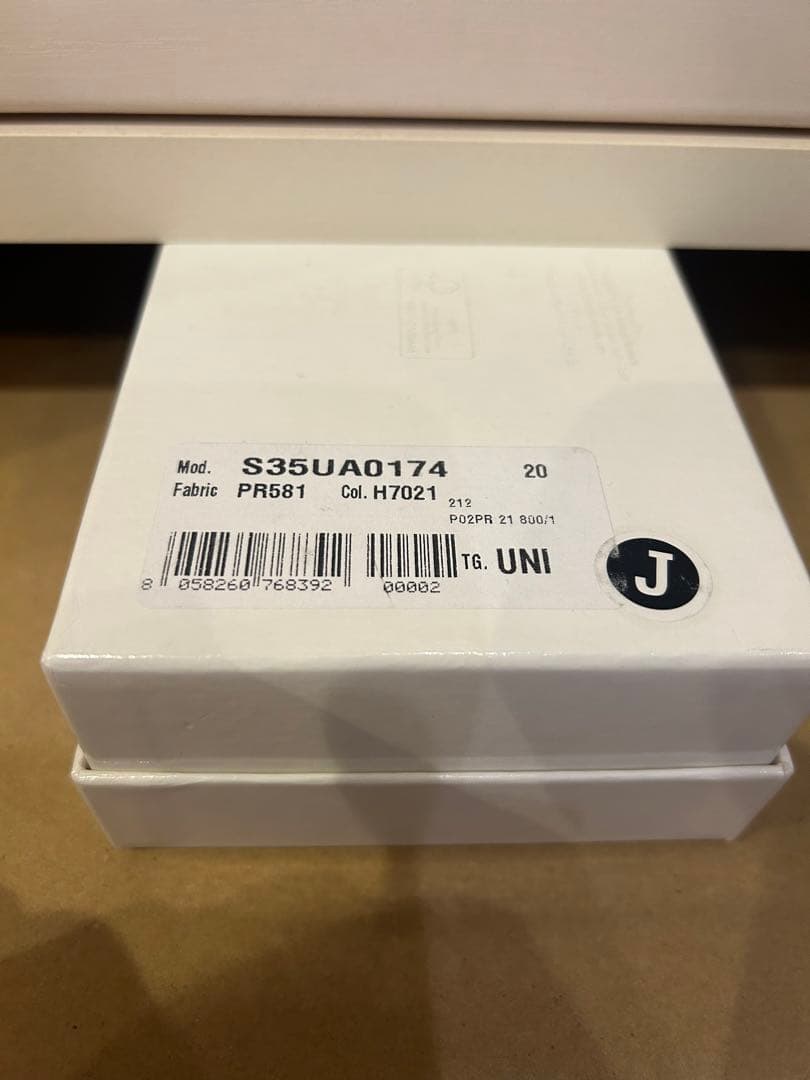 Mod. S35UA0174 20
Fabric PR581 Col. H7021 212
P02PR 21 800/1
TG. UNI
8 058260 768392 00002
J